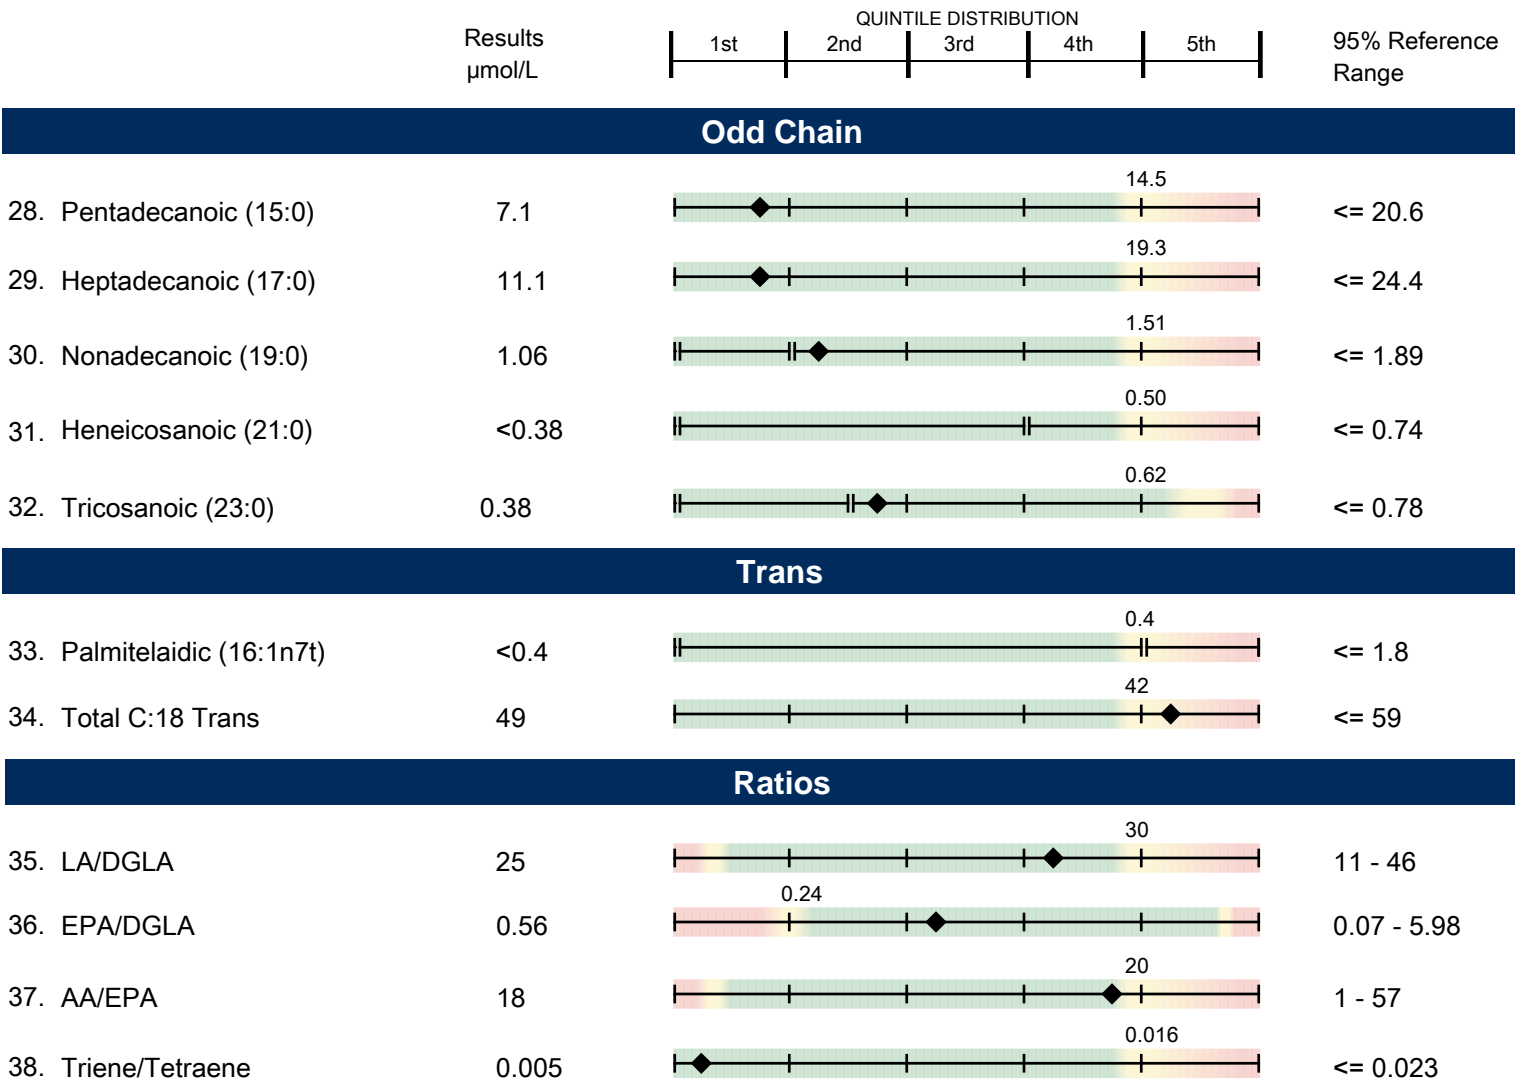 QUINTILE DISTRIBUTION
Results 1st 2nd 3rd 4th 5th 95% Reference
µmol/L Range
Odd Chain
14.5
28. Pentadecanoic (15:0) 7.1 <= 20.6
19.3
29. Heptadecanoic (17:0) 11.1 <= 24.4
1.51
30. Nonadecanoic (19:0) 1.06 <= 1.89
0.50
31. Heneicosanoic (21:0) <0.38 <= 0.74
0.62
32. Tricosanoic (23:0) 0.38 <= 0.78
Trans
0.4
33. Palmitelaidic (16:1n7t) <0.4 <= 1.8
42
34. Total C:18 Trans 49 <= 59
Ratios
30
35. LA/DGLA 25 11 - 46
0.24
36. EPA/DGLA 0.56 0.07 - 5.98
20
37. AA/EPA 18 1 - 57
0.016
38. Triene/Tetraene 0.005 <= 0.023